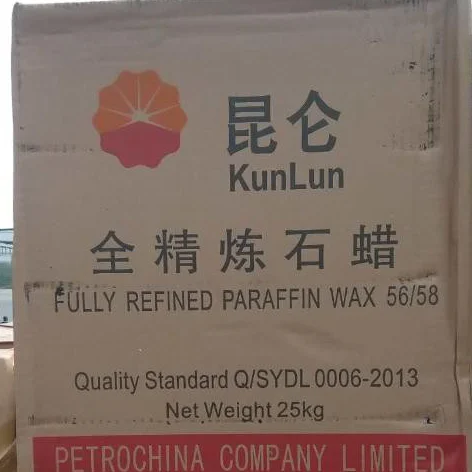 昆仑
KunLun
全精炼石蜡
FULLY REFINED PARAFFIN WAX 56/58
Quality Standard Q/SYDL 0006-2013
Net Weight 25kg
PETROCHINA COMPANY LIMITED